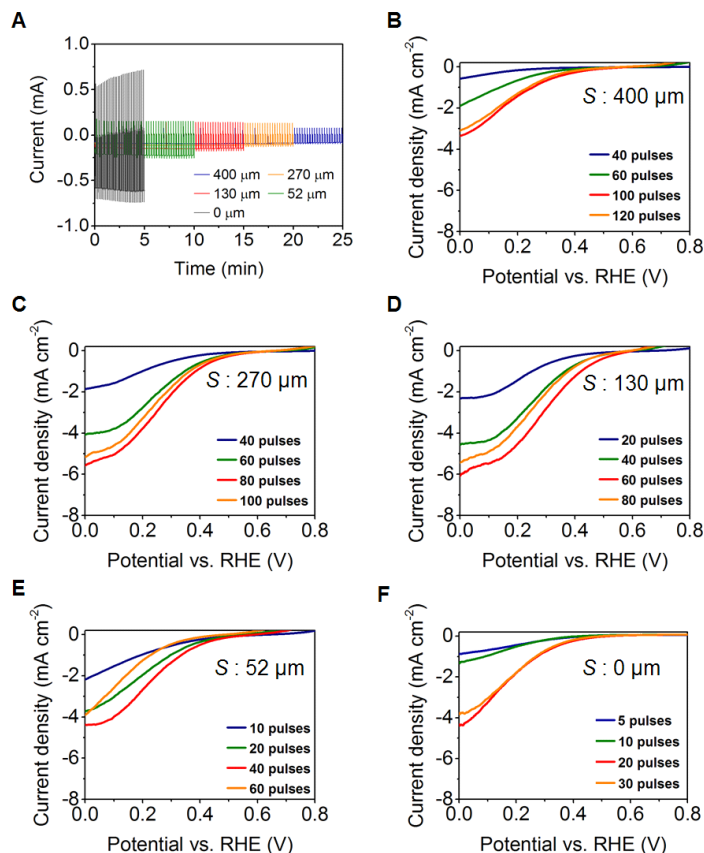 A
Current (mA)
1.0
0.5
0.0
-0.5
-1.0
400 μm
270 μm
130 μm
52 μm
0 μm
0 5 10 15 20 25
Time (min)
B
Current density (mA cm-2)
0
-2
-4
-6
-8
S : 400 μm
40 pulses
60 pulses
100 pulses
120 pulses
0.0 0.2 0.4 0.6 0.8
Potential vs. RHE (V)
C
Current density (mA cm-2)
0
-2
-4
-6
-8
S : 270 μm
40 pulses
60 pulses
80 pulses
100 pulses
0.0 0.2 0.4 0.6 0.8
Potential vs. RHE (V)
D
Current density (mA cm-2)
0
-2
-4
-6
-8
S : 130 μm
20 pulses
40 pulses
60 pulses
80 pulses
0.0 0.2 0.4 0.6 0.8
Potential vs. RHE (V)
E
Current density (mA cm-2)
0
-2
-4
-6
-8
S : 52 μm
10 pulses
20 pulses
40 pulses
60 pulses
0.0 0.2 0.4 0.6 0.8
Potential vs. RHE (V)
F
Current density (mA cm-2)
0
-2
-4
-6
-8
S : 0 μm
5 pulses
10 pulses
20 pulses
30 pulses
0.0 0.2 0.4 0.6 0.8
Potential vs. RHE (V)